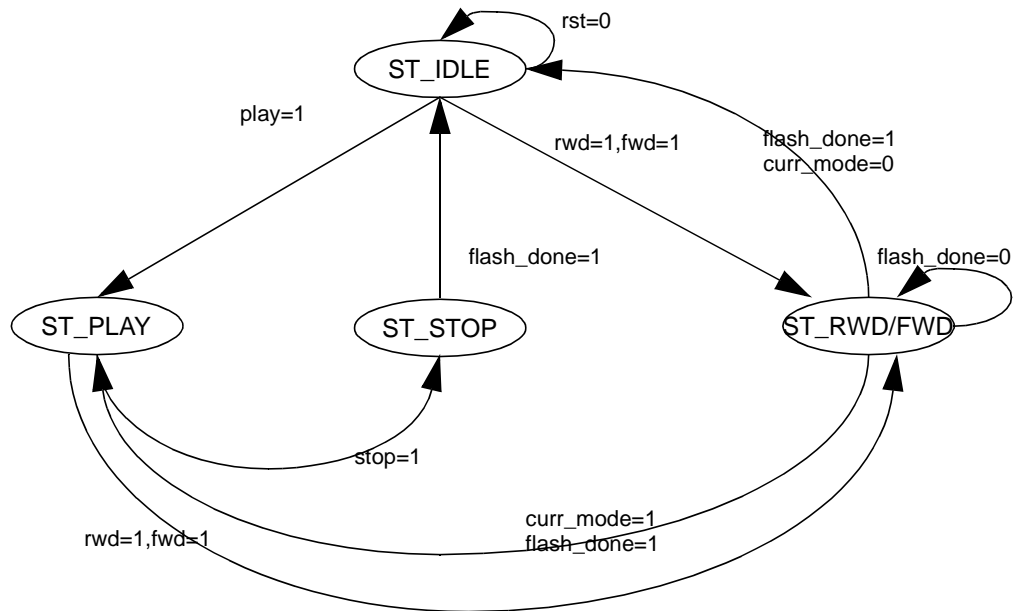 rst=0
ST_IDLE
play=1
rwd=1,fwd=1
flash_done=1
curr_mode=0
flash_done=1
flash_done=0
ST_PLAY
ST_STOP
ST_RWD/FWD
stop=1
rwd=1,fwd=1
curr_mode=1
flash_done=1